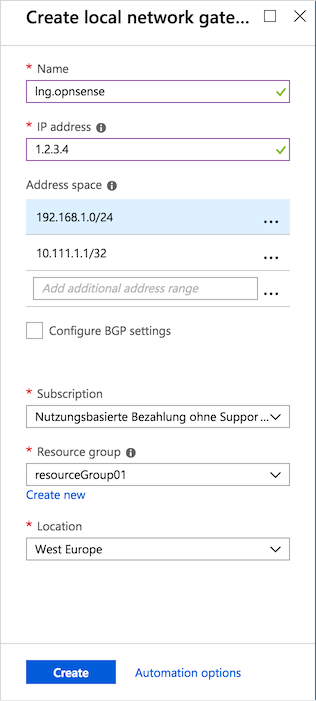 Create local network gate...
* Name
lng.opnsense
* IP address
1.2.3.4
Address space
192.168.1.0/24 ...
10.111.1.1/32 ...
Add additional address range ...
Configure BGP settings
* Subscription
Nutzungsbasierte Bezahlung ohne Suppor ...
* Resource group
resourceGroup01
Create new
* Location
West Europe
Create Automation options